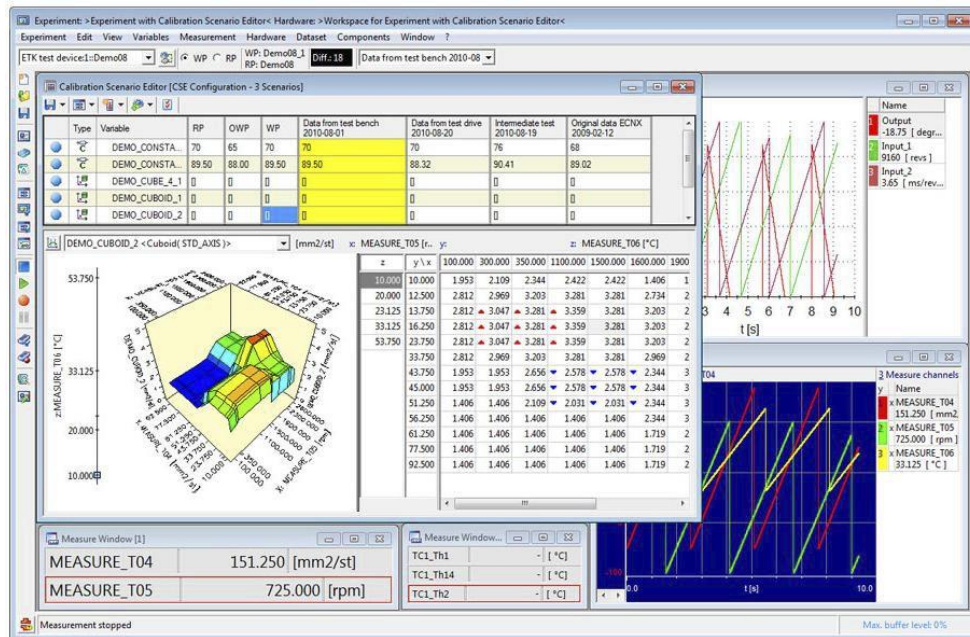 Experiment: >Experiment with Calibration Scenario Editor< Hardware: >Workspace for Experiment with Calibration Scenario Editor<
Experiment Edit View Variables Measurement Hardware Dataset Components Window ?
ETK test device:1::Demo08 WP RP WP: Demo08_1 RP: Demo08 Diff.: 18 Data from test bench 2010-08
Calibration Scenario Editor [CSE Configuration - 3 Scenarios]
Type Variable RP OWP WP Data from test bench 2010-08-01 Data from test drive 2010-08-20 Intermediate test 2010-08-19 Original data ECNX 2009-02-12
DEMO_CONSTA... 70 65 70 70 70 76 68
DEMO_CONSTA... 89.50 88.00 89.50 89.50 88.32 90.41 89.02
DEMO_CUBE_4_1 [] [] [] [] [] [] []
DEMO_CUBOID_1 [] [] [] [] [] [] []
DEMO_CUBOID_2 [] [] [] [] [] [] []
DEMO_CUBOID_2 <Cuboid( STD_AXIS )> [mm2/st] x: MEASURE_T05 [r.. y: z: MEASURE_T06 [°C]
z y \ x 100.000 300.000 350.000 1100.000 1500.000 1600.000 1900
10.000 10.000 1.953 2.109 2.344 2.422 2.422 1.406 1
20.000 12.500 2.812 2.969 3.203 3.281 3.281 2.734 2
23.125 13.750 2.812 3.047 3.281 3.359 3.281 3.203 2
33.125 16.250 2.812 3.047 3.281 3.359 3.281 3.203 2
53.750 23.750 2.812 3.047 3.281 3.359 3.281 3.203 2
33.750 2.812 2.969 3.203 3.281 3.281 2.969 2
43.750 1.953 1.953 2.656 2.578 2.578 2.344 3
45.000 1.953 1.953 2.656 2.578 2.578 2.344 3
51.250 1.406 1.406 2.109 2.031 2.031 2.344 3
56.250 1.406 1.406 1.406 1.406 1.406 2.344 3
61.250 1.406 1.406 1.406 1.406 1.406 1.719 2
77.500 1.406 1.406 1.406 1.406 1.406 1.719 2
92.500 1.406 1.406 1.406 1.406 1.406 1.719 2
53.750
33.125
20.000
10.000
z:MEASURE_T06 [°C]
DEMO_CUBOID_2 [mm2/st]
Name
1 Output
-18.75 [ degr...
2 Input_1
9160 [ revs ]
3 Input_2
3.65 [ ms/rev...
3 4 5 6 7 8 9 10
t [s]
T04
3 Measure channels
y Name
x MEASURE_T04
151.250 [ mm2,
2 x MEASURE_T05
725.000 [ rpm ]
3 x MEASURE_T06
33.125 [ °C ]
-100
0.0 t [s] 10.0
Measure Window [1]
MEASURE_T04 151.250 [mm2/st]
MEASURE_T05 725.000 [rpm]
Measure Window...
TC1_Th1 - [ °C]
TC1_Th14 - [ °C]
TC1_Th2 - [ °C]
Measurement stopped Max. buffer level: 0%